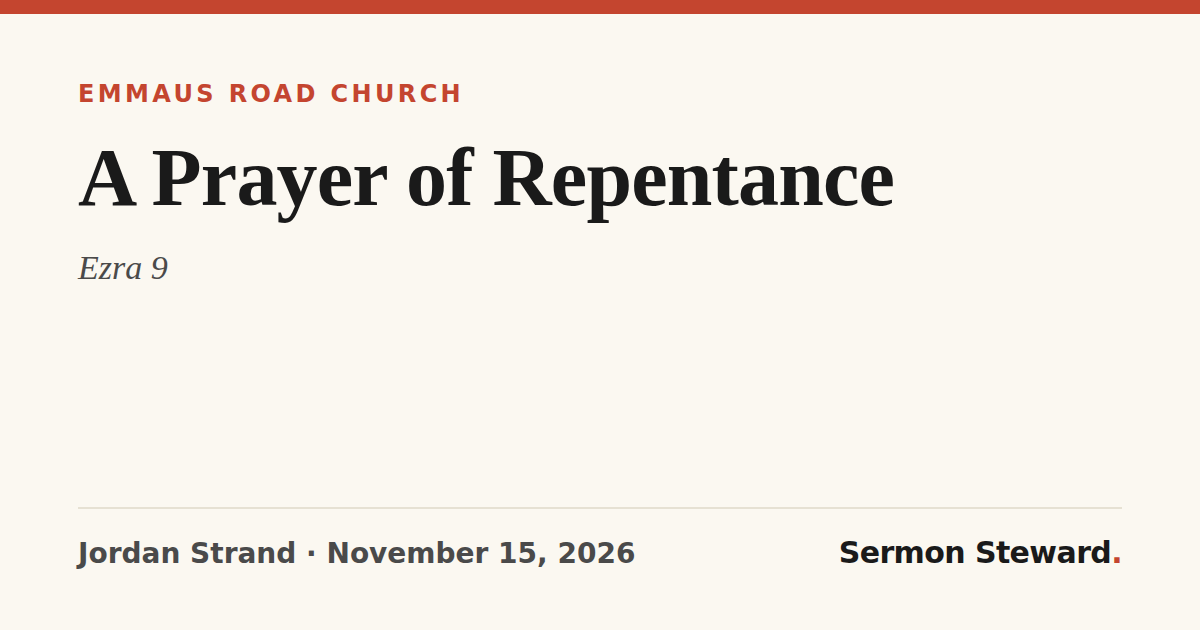 EMMAUS ROAD CHURCH
A Prayer of Repentance
Ezra 9
Jordan Strand · November 15, 2026
Sermon Steward.